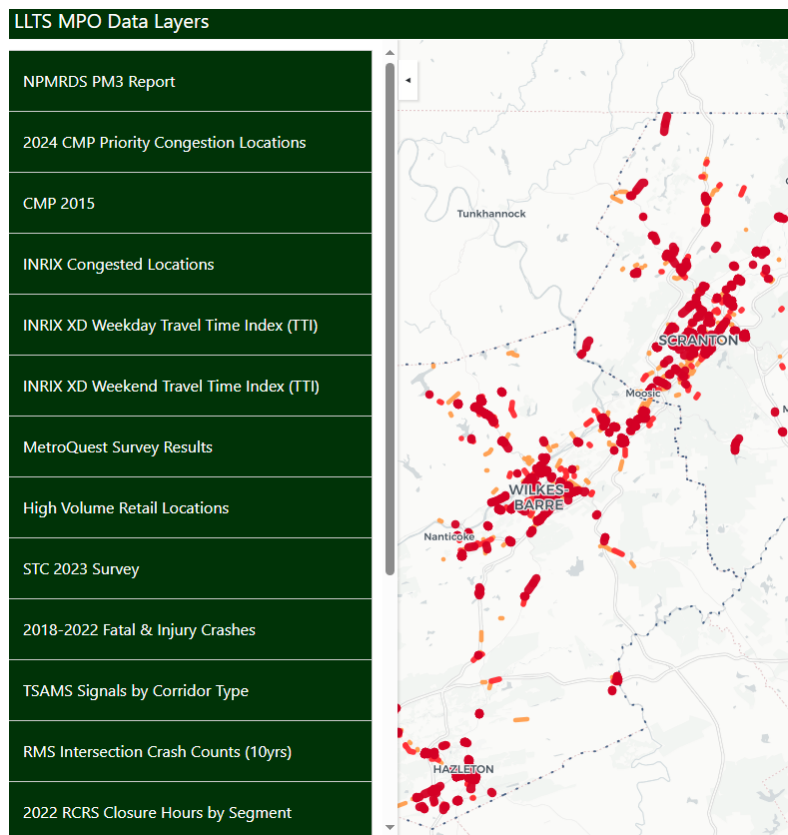 LLTS MPO Data Layers
NPMRDS PM3 Report
2024 CMP Priority Congestion Locations
CMP 2015
INRIX Congested Locations
INRIX XD Weekday Travel Time Index (TTI)
INRIX XD Weekend Travel Time Index (TTI)
MetroQuest Survey Results
High Volume Retail Locations
STC 2023 Survey
2018-2022 Fatal & Injury Crashes
TSAMS Signals by Corridor Type
RMS Intersection Crash Counts (10yrs)
2022 RCRS Closure Hours by Segment
Tunkhannock
SCRANTON
Moosic
WILKES-
BARRE
Nanticoke
HAZLETON